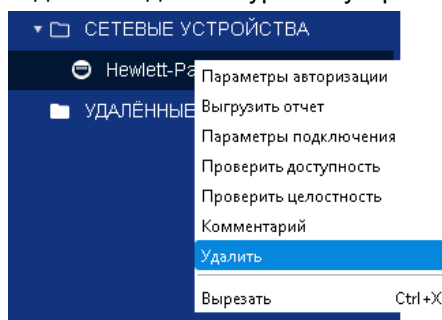 СЕТЕВЫЕ УСТРОЙСТВА
Hewlett-Pa
Параметры авторизации
УДАЛЁННЫЕ
Выгрузить отчет
Параметры подключения
Проверить доступность
Проверить целостность
Комментарий
Удалить
Вырезать Ctrl+X